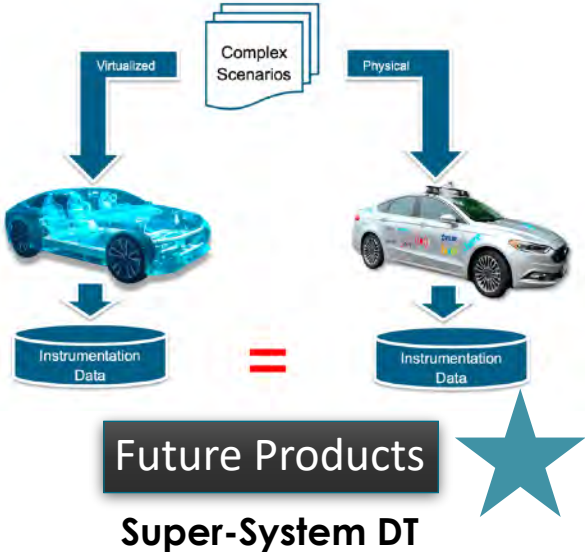 Complex
Scenarios
Virtualized
Physical
Instrumentation
Data
=
Instrumentation
Data
Future Products
Super-System DT